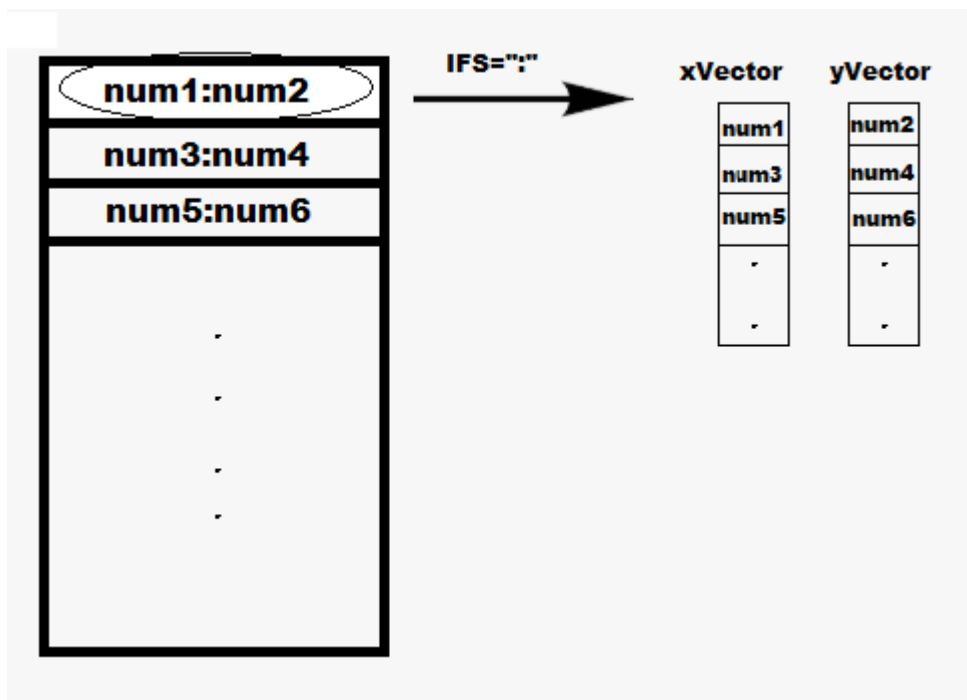 num1:num2
num3:num4
num5:num6
.
.
.
.
IFS=":"
xVector yVector
num1 num2
num3 num4
num5 num6
. .
. .